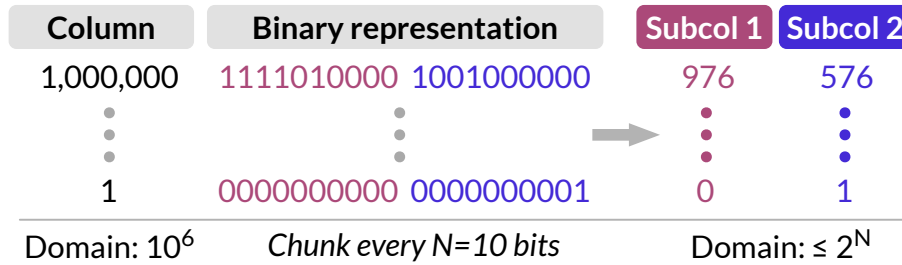 Column Binary representation Subcol 1 Subcol 2
1,000,000 1111010000 1001000000 976 576
1 0000000000 0000000001 0 1
Domain: 10⁶ Chunk every N=10 bits Domain: ≤ 2ᴺ